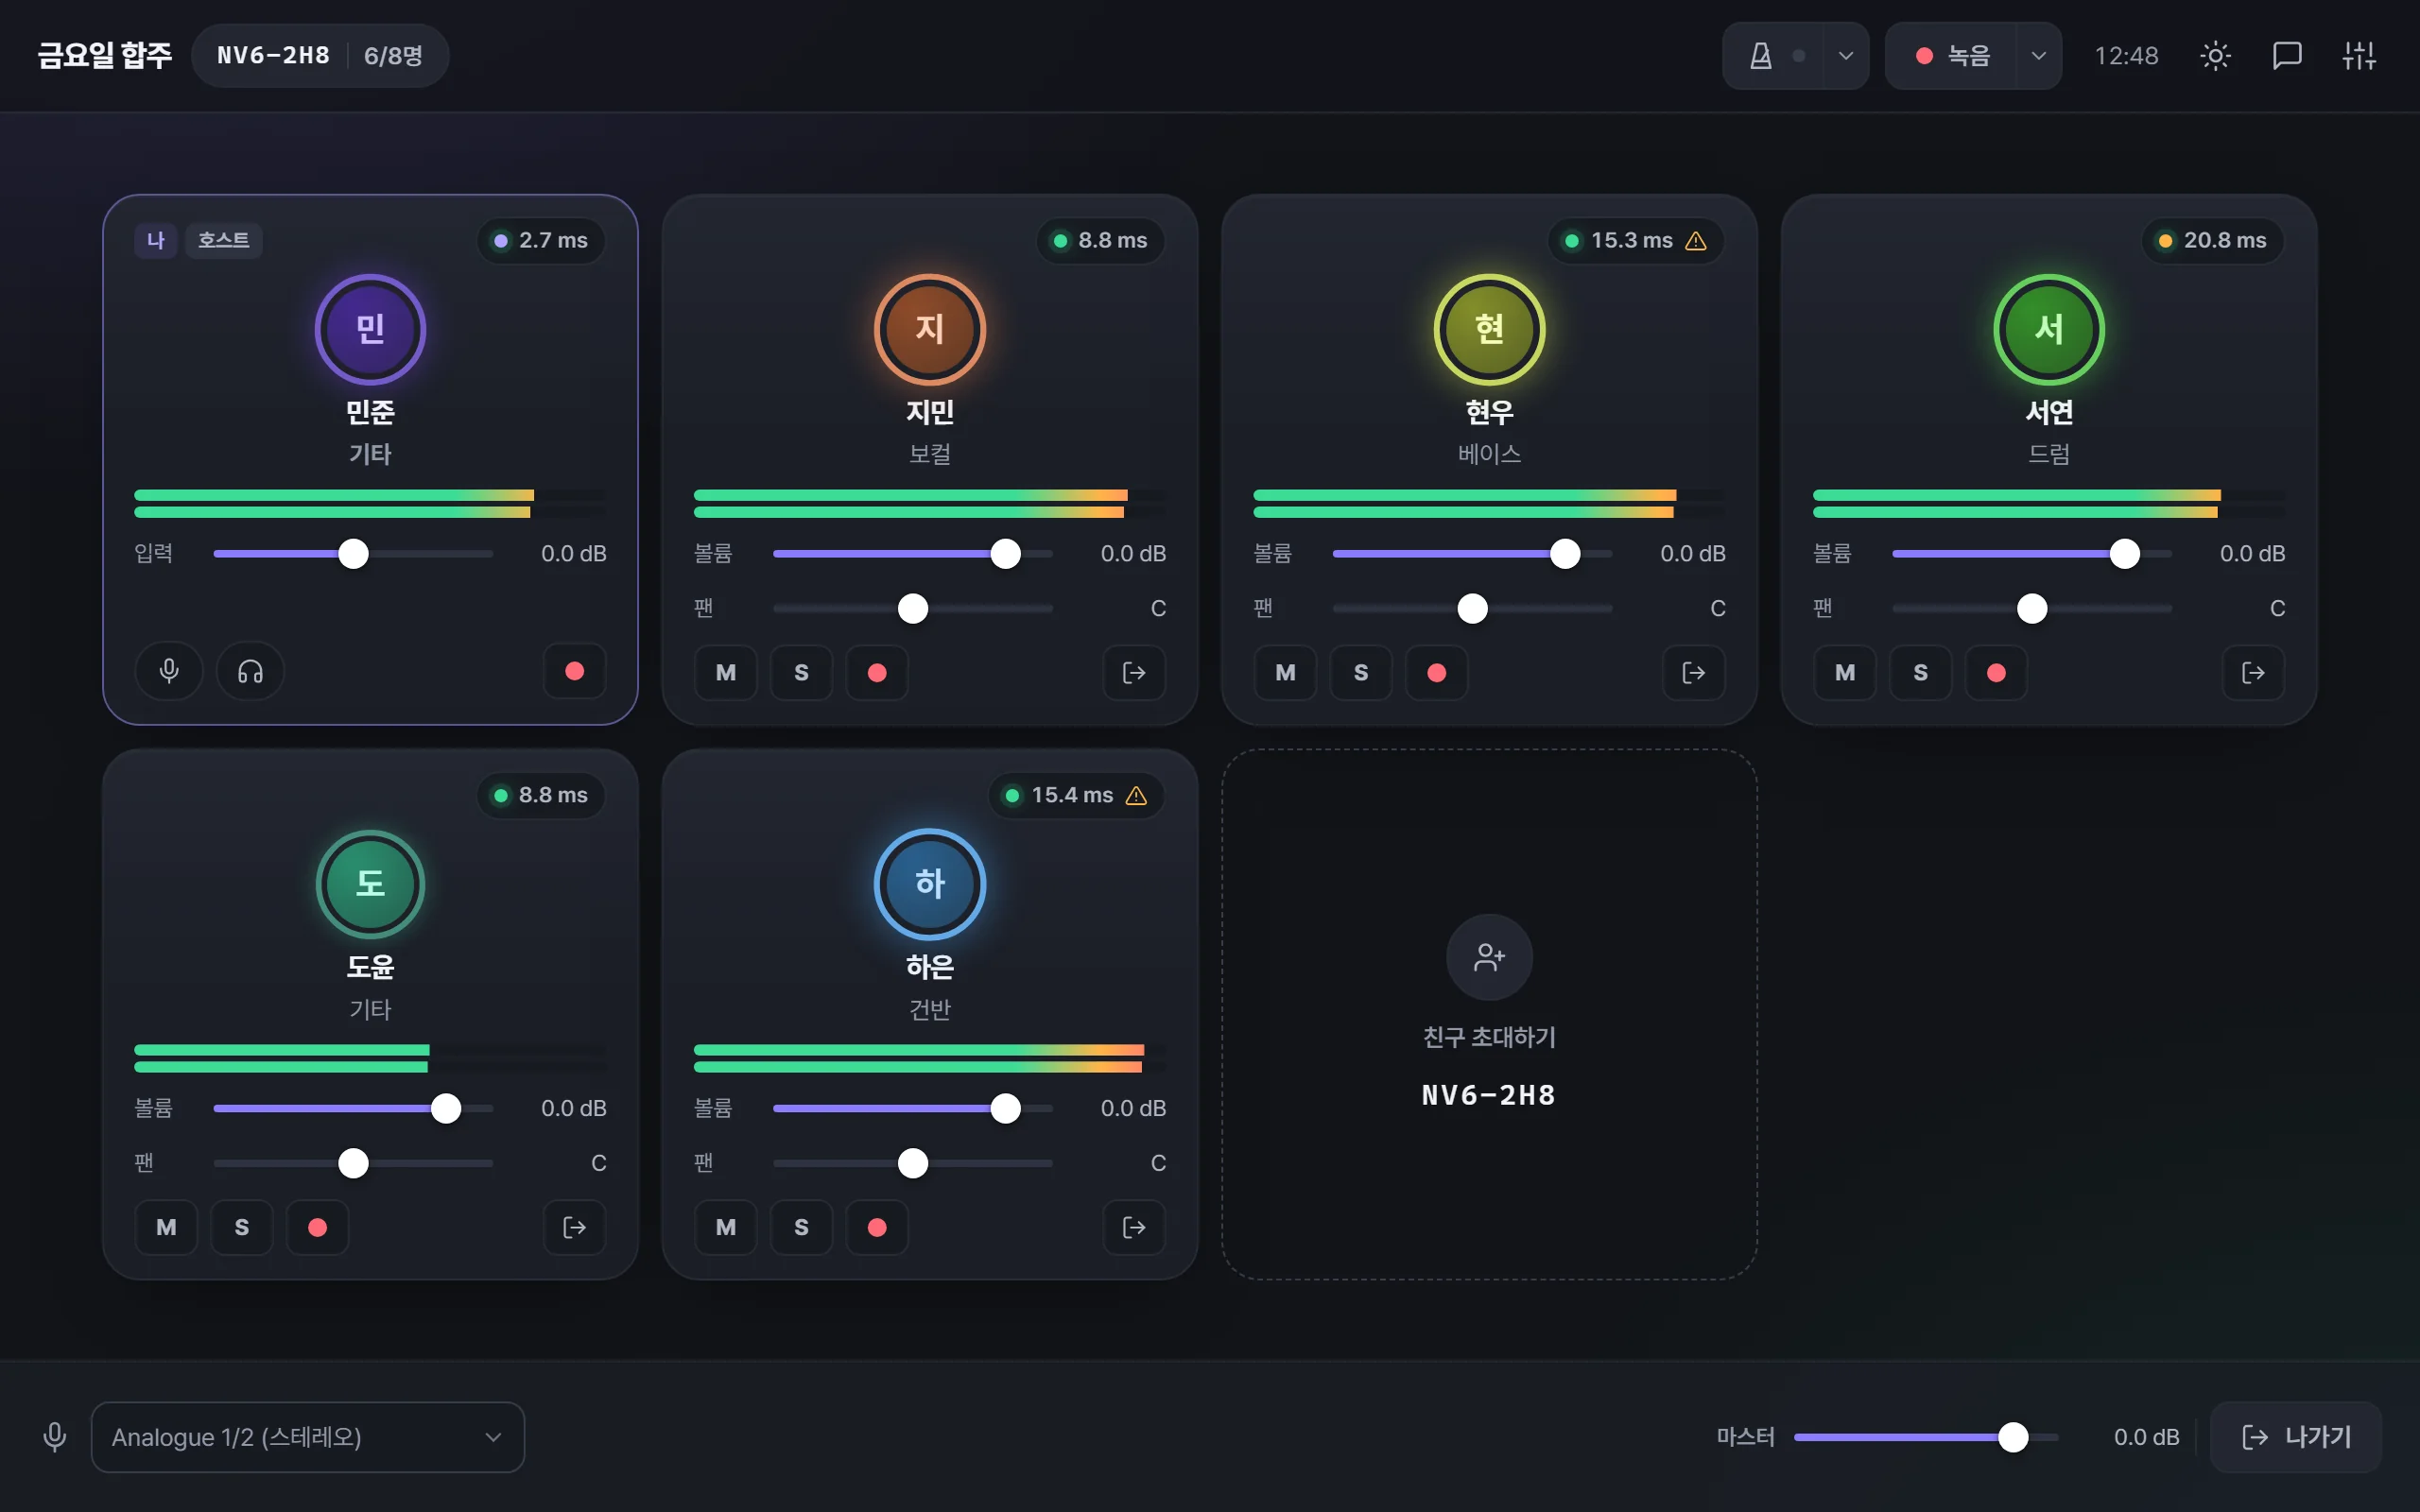 금요일 합주 NV6-2H8 6/8명 녹음 12:48
나 호스트 2.7 ms
민
민준
기타
입력 0.0 dB
8.8 ms
지
지민
보컬
볼륨 0.0 dB
팬 C
M S
15.3 ms
현
현우
베이스
볼륨 0.0 dB
팬 C
M S
20.8 ms
서
서연
드럼
볼륨 0.0 dB
팬 C
M S
8.8 ms
도
도윤
기타
볼륨 0.0 dB
팬 C
M S
15.4 ms
하
하은
건반
볼륨 0.0 dB
팬 C
M S
친구 초대하기
NV6-2H8
Analogue 1/2 (스테레오) 마스터 0.0 dB 나가기